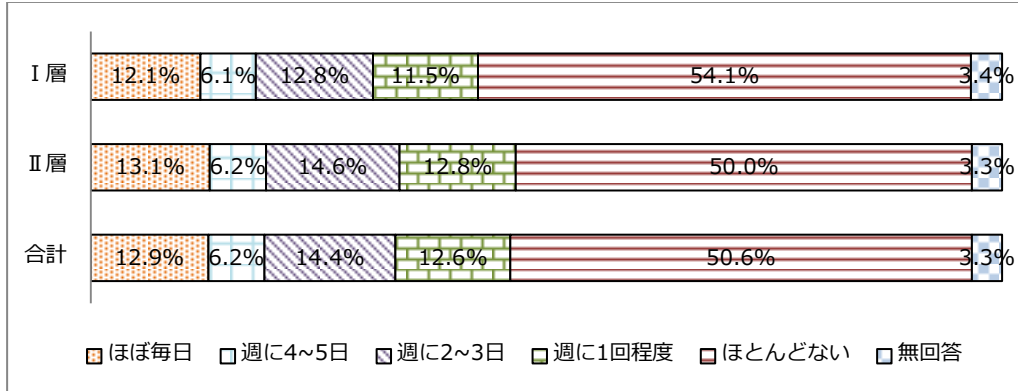 Ⅰ層 12.1% 6.1% 12.8% 11.5% 54.1% 3.4%
Ⅱ層 13.1% 6.2% 14.6% 12.8% 50.0% 3.3%
合計 12.9% 6.2% 14.4% 12.6% 50.6% 3.3%
ほぼ毎日 週に4~5日 週に2~3日 週に1回程度 ほとんどない 無回答